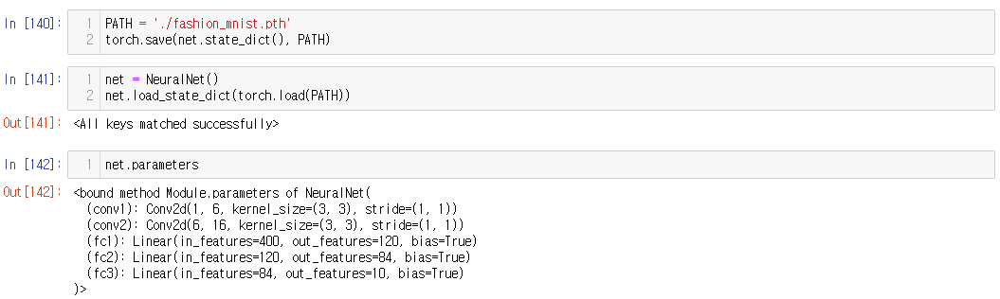 In [140]:
1 PATH = './fashion_mnist.pth'
2 torch.save(net.state_dict(), PATH)
In [141]:
1 net = NeuralNet()
2 net.load_state_dict(torch.load(PATH))
Out[141]: <All keys matched successfully>
In [142]:
1 net.parameters
Out[142]: <bound method Module.parameters of NeuralNet(
(conv1): Conv2d(1, 6, kernel_size=(3, 3), stride=(1, 1))
(conv2): Conv2d(6, 16, kernel_size=(3, 3), stride=(1, 1))
(fc1): Linear(in_features=400, out_features=120, bias=True)
(fc2): Linear(in_features=120, out_features=84, bias=True)
(fc3): Linear(in_features=84, out_features=10, bias=True)
)>